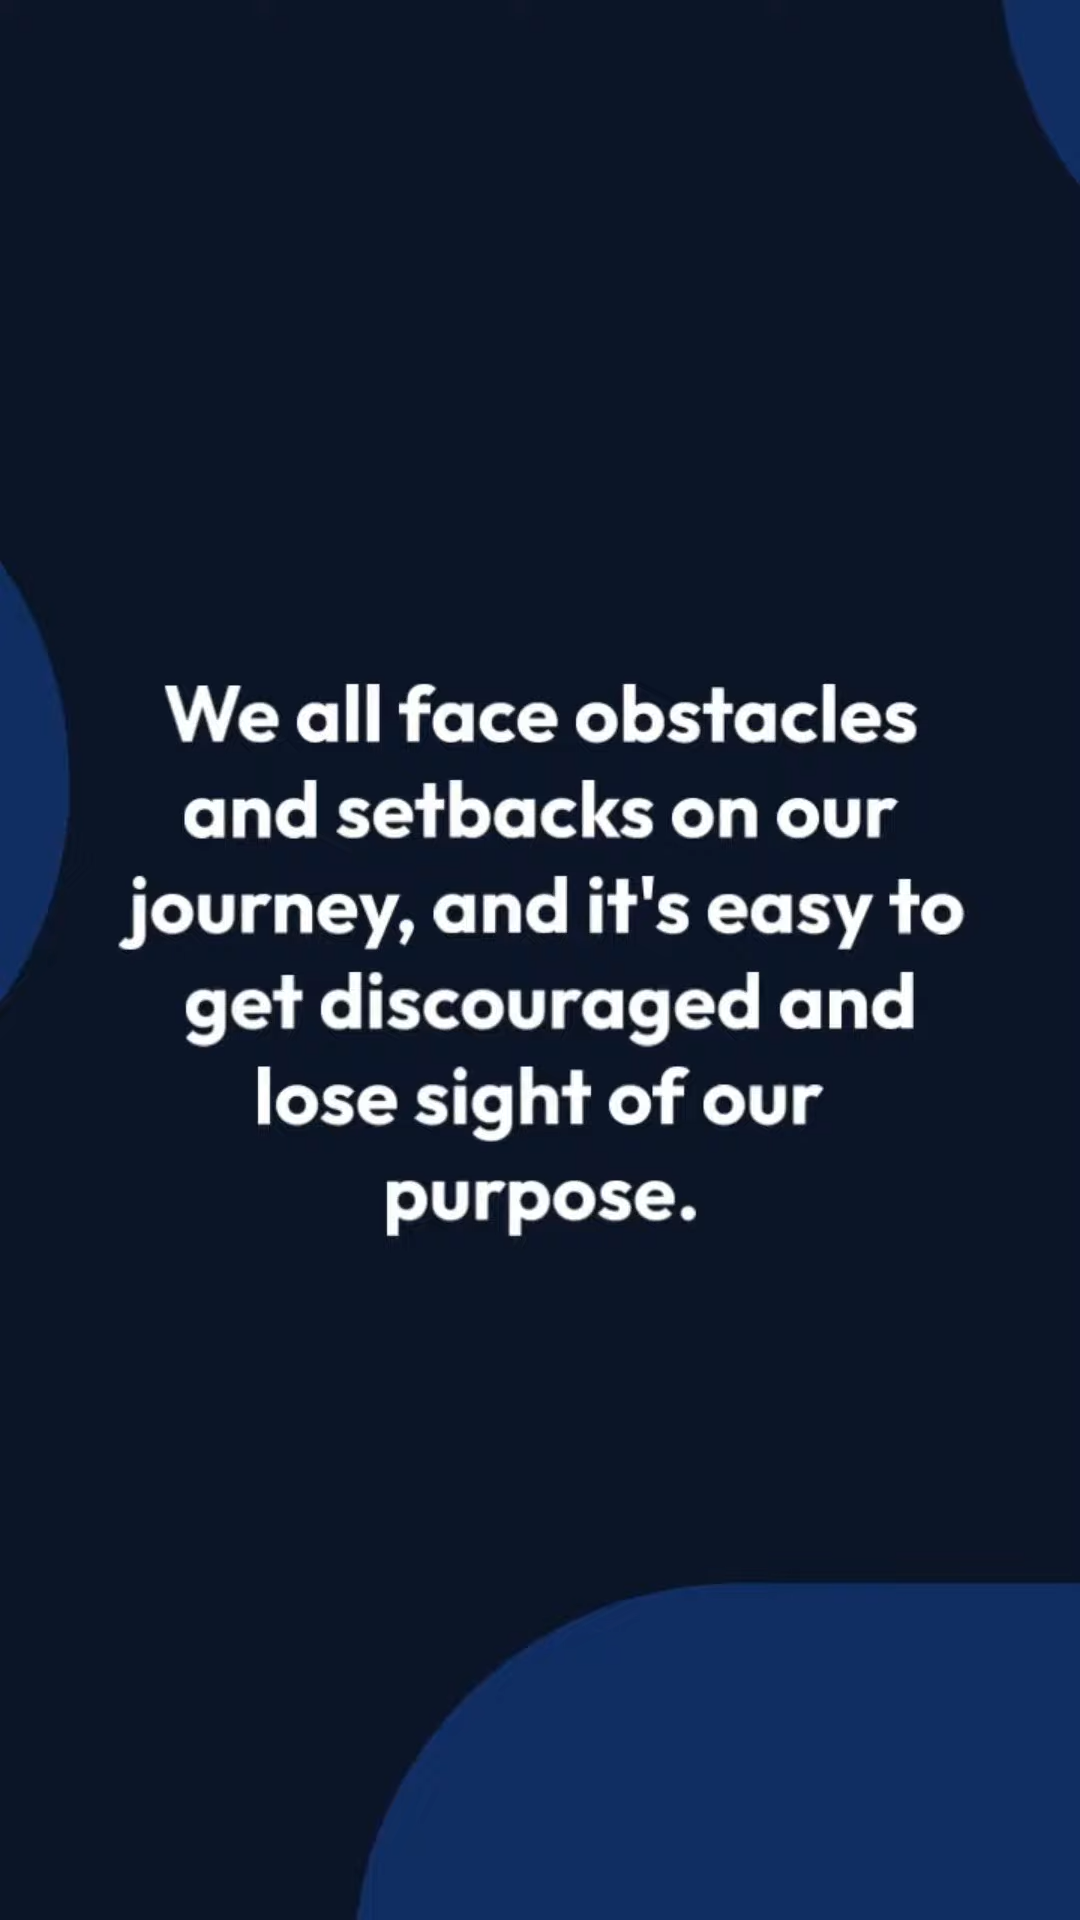 We all face obstacles
and setbacks on our
journey, and it's easy to
get discouraged and
lose sight of our
purpose.